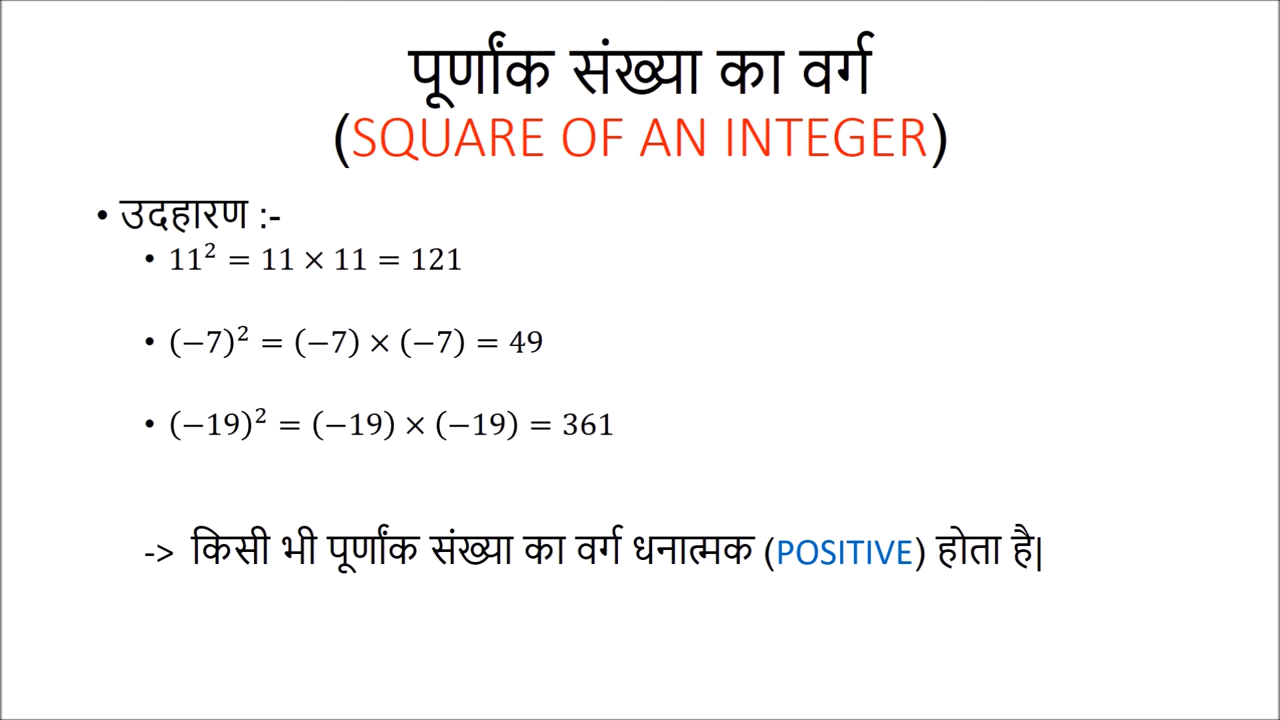 पूर्णांक संख्या का वर्ग
(SQUARE OF AN INTEGER)
• उदहारण :-
• 11² = 11 × 11 = 121
• (−7)² = (−7) × (−7) = 49
• (−19)² = (−19) × (−19) = 361
-> किसी भी पूर्णांक संख्या का वर्ग धनात्मक (POSITIVE) होता है|